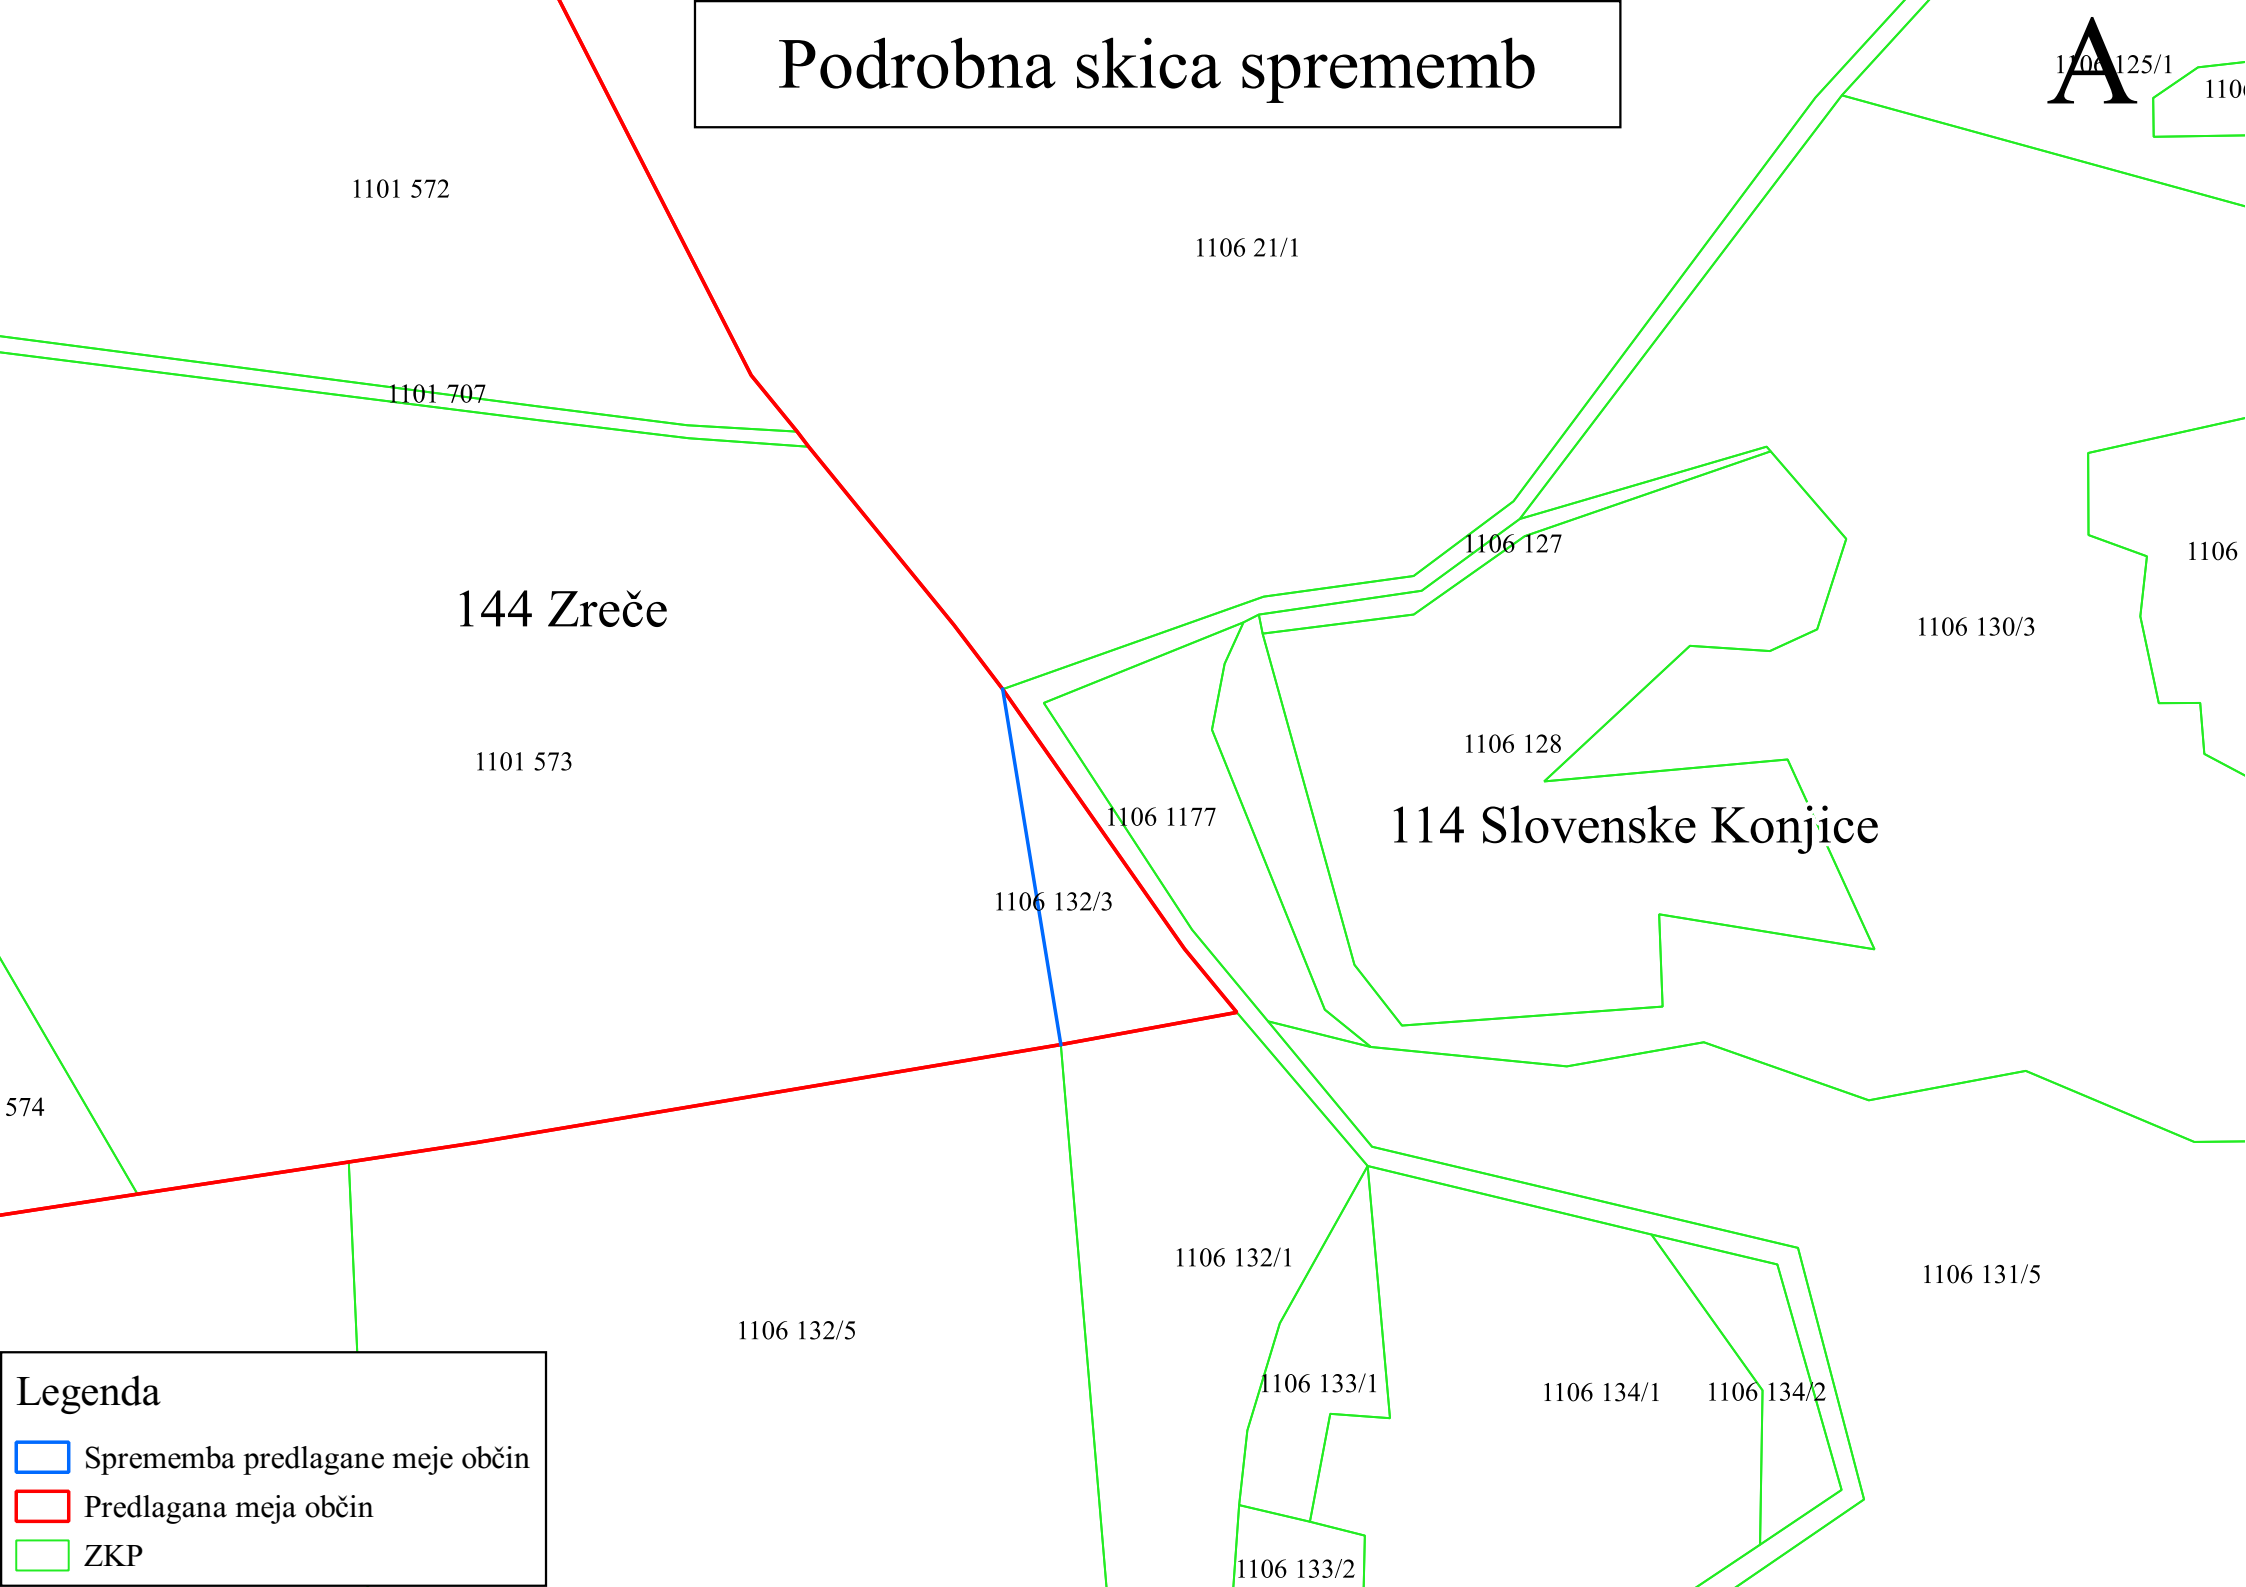 Podrobna skica sprememb
A
1106 125/1
1106
1101 572
1106 21/1
1101 707
1106 127
1106
144 Zreče
1106 130/3
1106 128
1101 573
1106 1177
114 Slovenske Konjice
1106 132/3
574
1106 132/1
1106 131/5
1106 132/5
1106 133/1
1106 134/1
1106 134/2
1106 133/2
Legenda
Sprememba predlagane meje občin
Predlagana meja občin
ZKP